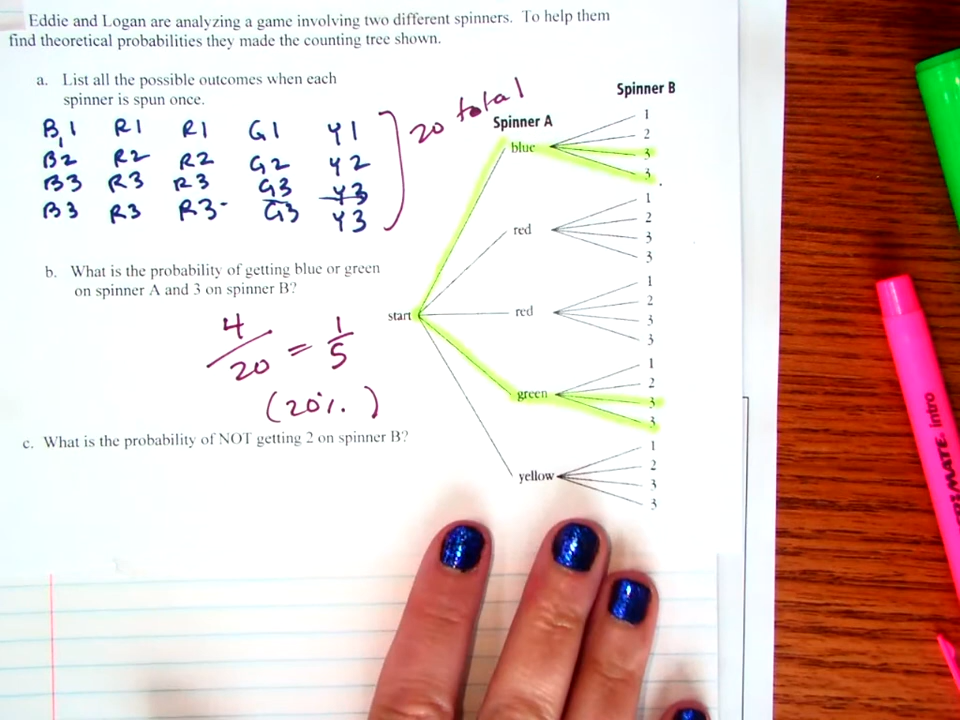 Eddie and Logan are analyzing a game involving two different spinners. To help them
find theoretical probabilities they made the counting tree shown.
a. List all the possible outcomes when each
spinner is spun once.
B,1 R1 R1 G1 Y1
B2 R2 R2 G2 Y2
B3 R3 R3 G3 Y3
B3 R3 R3 G3 Y3
20 total
b. What is the probability of getting blue or green
on spinner A and 3 on spinner B?
4/20 = 1/5
(20%)
c. What is the probability of NOT getting 2 on spinner B?
Spinner A
Spinner B
start
blue
1
2
3
3
red
1
2
3
3
red
1
2
3
3
green
1
2
3
3
yellow
1
2
3
3
intro